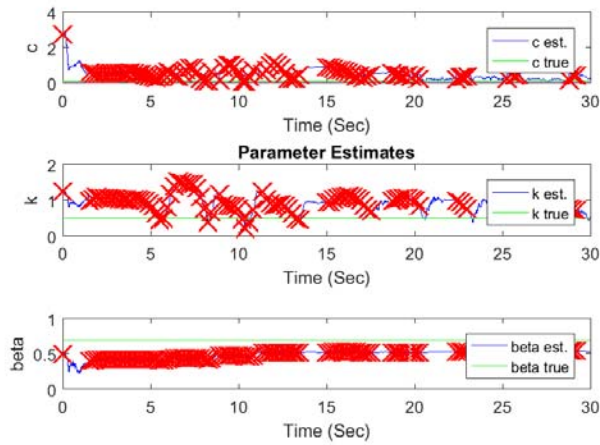 4
2
0
c
c est.
c true
0 5 10 15 20 25 30
Time (Sec)
Parameter Estimates
2
1
0
k
k est.
k true
0 5 10 15 20 25 30
Time (Sec)
1
0.5
0
beta
beta est.
beta true
0 5 10 15 20 25 30
Time (Sec)